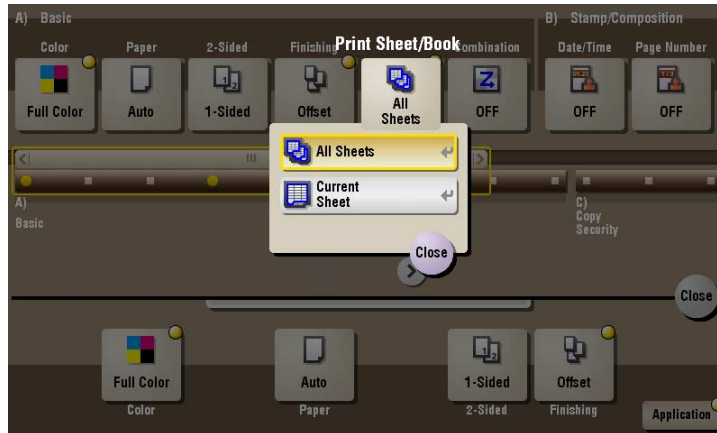 A) Basic
B) Stamp/Composition
Color
Paper
2-Sided
Finishing
Print Sheet/Book
Combination
Date/Time
Page Number
Full Color
Auto
1-Sided
Offset
All
Sheets
OFF
OFF
OFF
All Sheets
Current
Sheet
A)
Basic
C)
Copy
Security
Close
Close
Full Color
Auto
1-Sided
Offset
Color
Paper
2-Sided
Finishing
Application